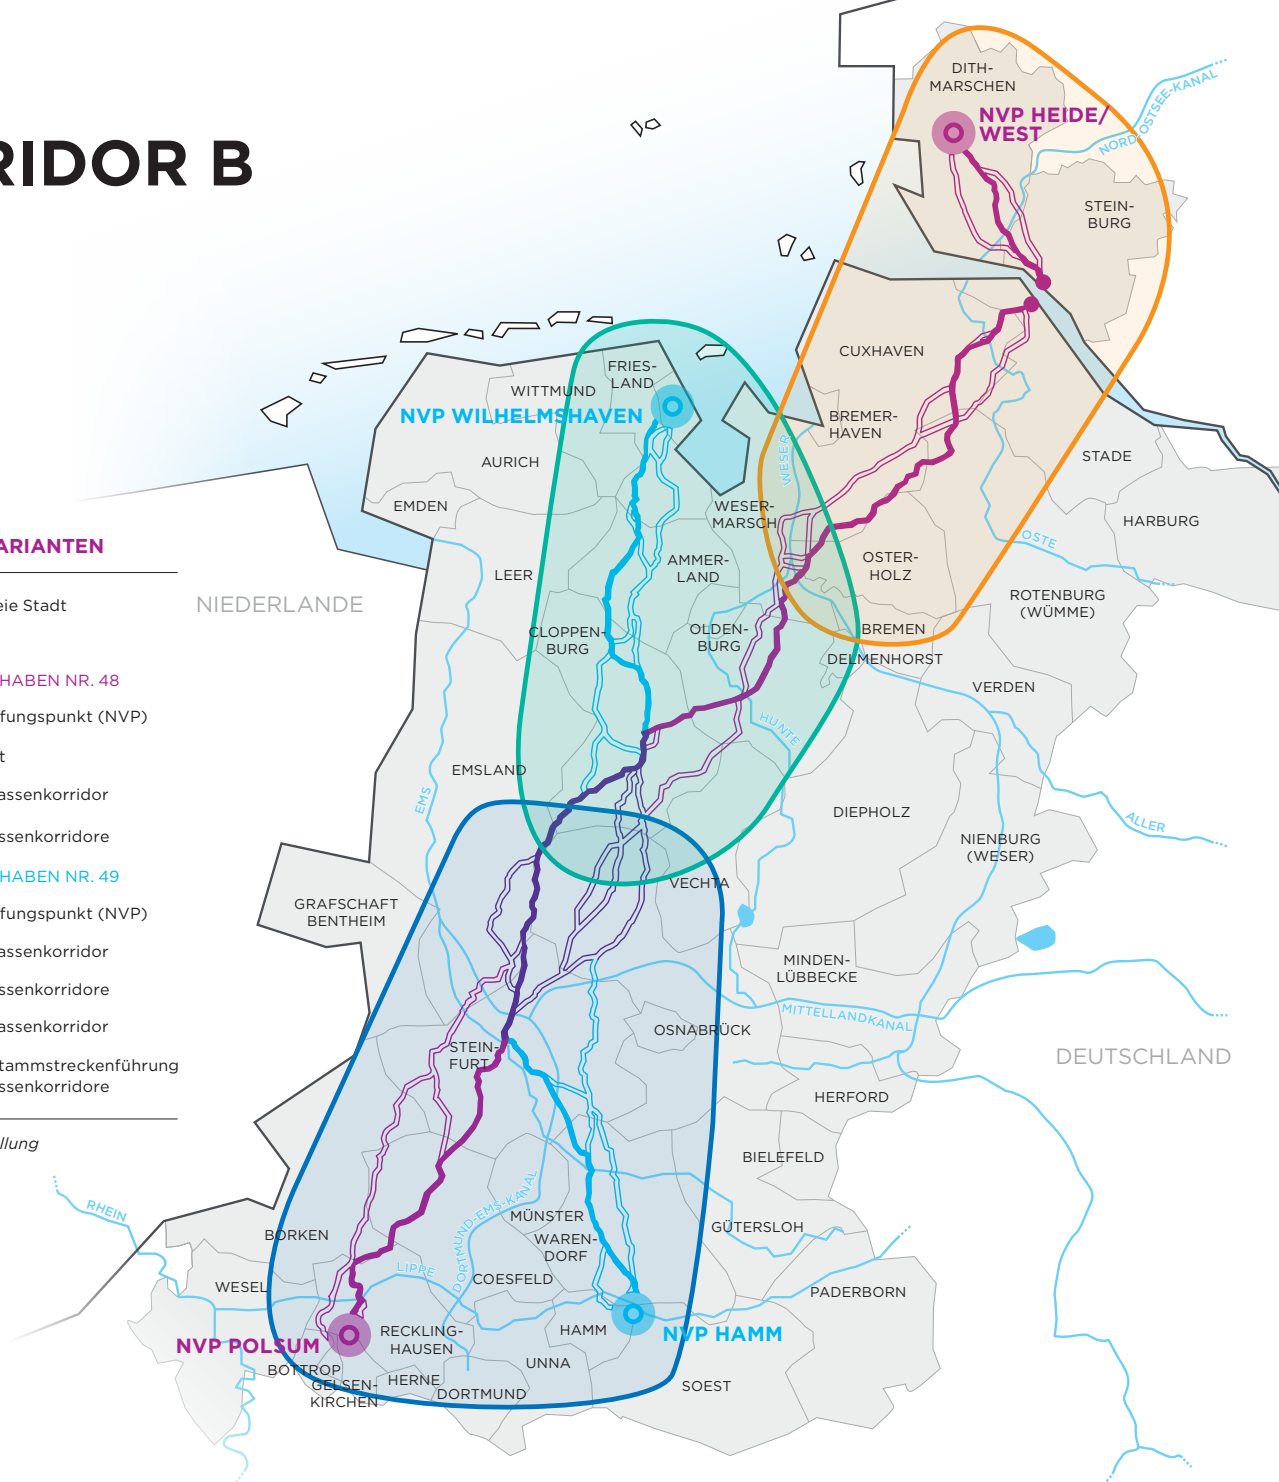 RIDOR B
ARIANTEN
eie Stadt
HABEN NR. 48
fungspunkt (NVP)
t
assenkorridor
ssenkorridore
HABEN NR. 49
fungspunkt (NVP)
assenkorridor
ssenkorridore
assenkorridor
tammstreckenführung
ssenkorridore
llung
NIEDERLANDE
DEUTSCHLAND
DITH-
MARSCHEN
NVP HEIDE/
WEST
NORD-OSTSEE-KANAL
STEIN-
BURG
CUXHAVEN
BREMER-
HAVEN
STADE
HARBURG
FRIES-
LAND
WITTMUND
NVP WILHELMSHAVEN
AURICH
EMDEN
WESER
WESER-
MARSCH
LEER
AMMER-
LAND
OSTER-
HOLZ
OSTE
ROTENBURG
(WÜMME)
CLOPPEN-
BURG
OLDEN-
BURG
BREMEN
DELMENHORST
VERDEN
HUNTE
EMSLAND
EMS
DIEPHOLZ
ALLER
NIENBURG
(WESER)
VECHTA
GRAFSCHAFT
BENTHEIM
MINDEN-
LÜBBECKE
MITTELLANDKANAL
OSNABRÜCK
STEIN-
FURT
HERFORD
BIELEFELD
RHEIN
DORTMUND-EMS-KANAL
MÜNSTER
GÜTERSLOH
BORKEN
WAREN-
DORF
LIPPE
COESFELD
WESEL
PADERBORN
NVP POLSUM
RECKLING-
HAUSEN
HAMM
NVP HAMM
BOTTROP
GELSEN-
KIRCHEN
HERNE
DORTMUND
UNNA
SOEST